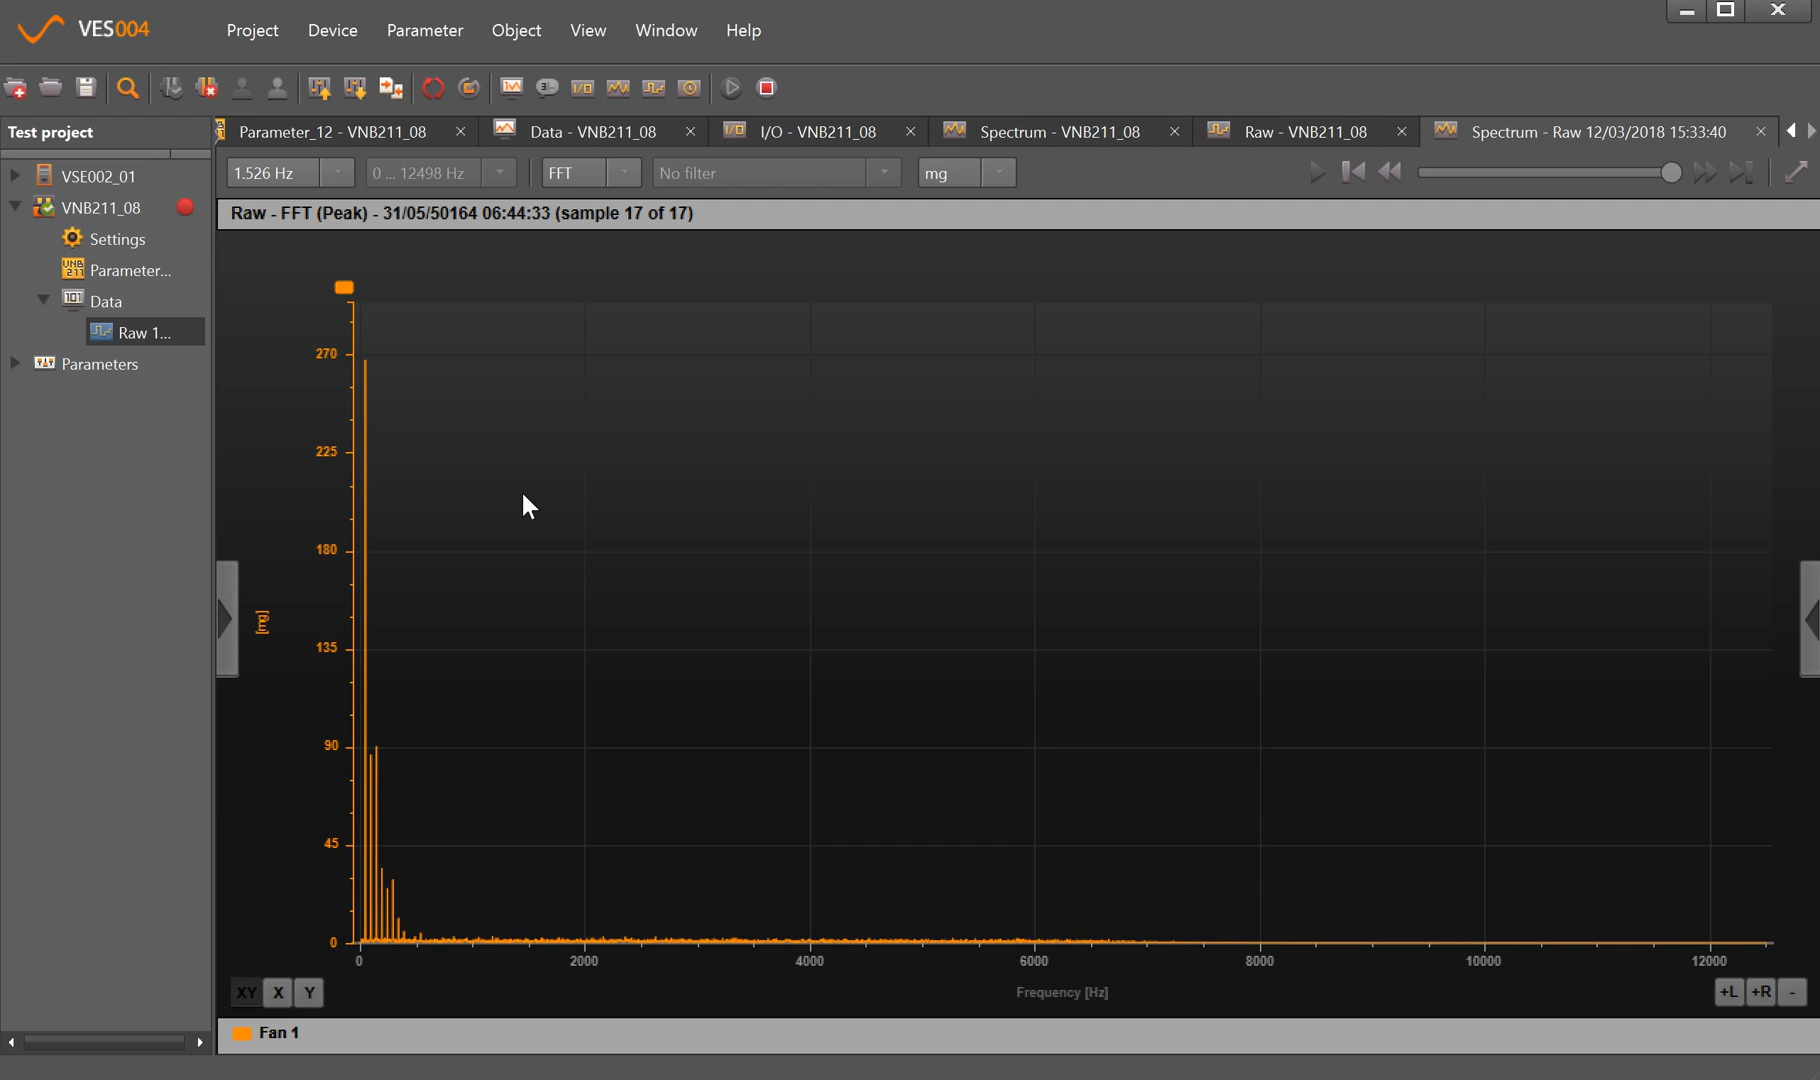 VES004 Project Device Parameter Object View Window Help
Test project
Parameter_12 - VNB211_08 Data - VNB211_08 I/O - VNB211_08 Spectrum - VNB211_08 Raw - VNB211_08 Spectrum - Raw 12/03/2018 15:33:40
VSE002_01
VNB211_08
Settings
VNB 211 Parameter...
101 Data
Raw 1...
Parameters
1.526 Hz 0 ... 12498 Hz FFT No filter mg
Raw - FFT (Peak) - 31/05/50164 06:44:33 (sample 17 of 17)
270
225
180
[mg]
135
90
45
0
0 2000 4000 6000 8000 10000 12000
XY X Y Frequency [Hz] +L +R -
Fan 1